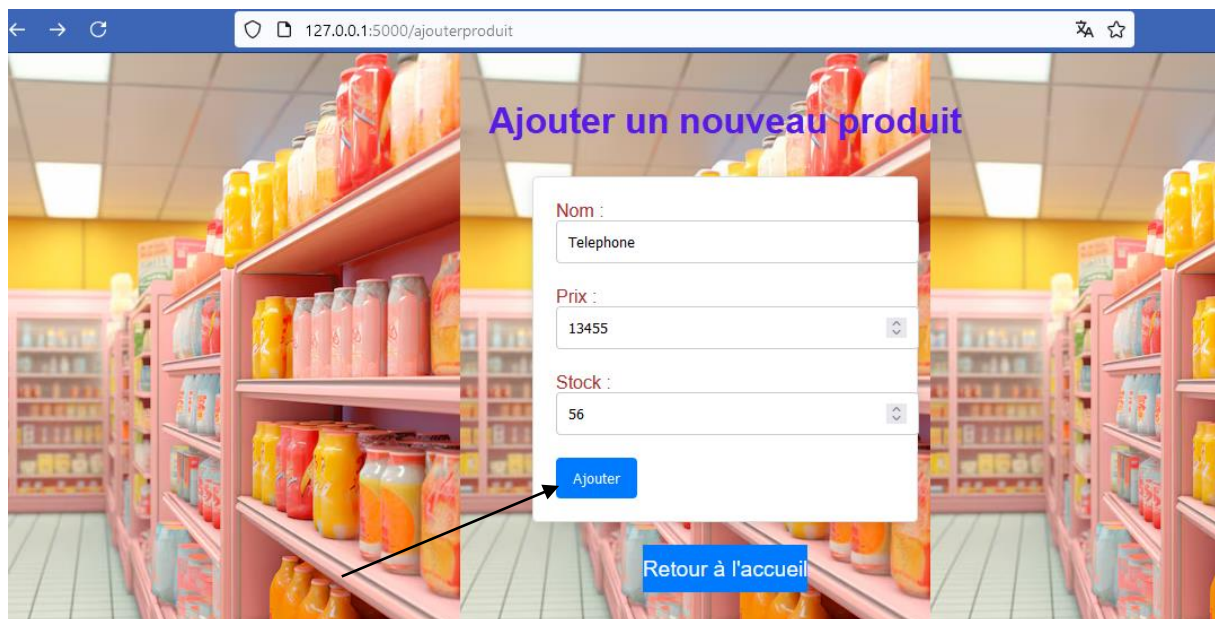 127.0.0.1:5000/ajouterproduit
Ajouter un nouveau produit
Nom :
Telephone
Prix :
13455
Stock :
56
Ajouter
Retour à l'accueil